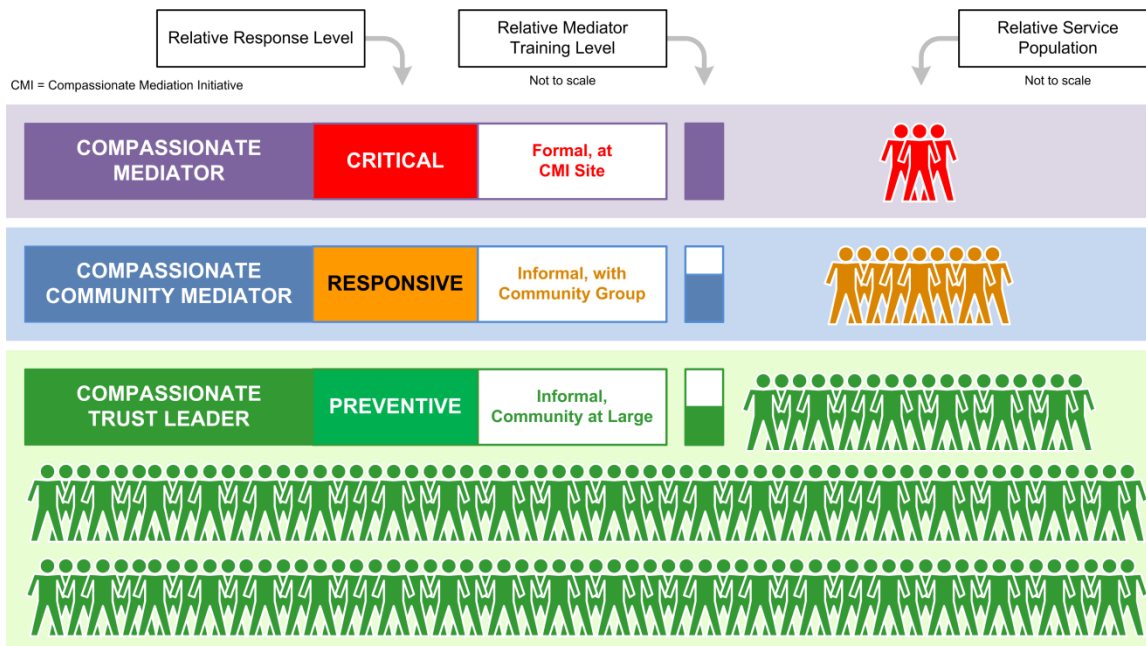 Relative Response Level
Relative Mediator
Training Level
Relative Service
Population
CMI = Compassionate Mediation Initiative
Not to scale
Not to scale
COMPASSIONATE
MEDIATOR
CRITICAL
Formal, at
CMI Site
COMPASSIONATE
COMMUNITY MEDIATOR
RESPONSIVE
Informal, with
Community Group
COMPASSIONATE
TRUST LEADER
PREVENTIVE
Informal,
Community at Large